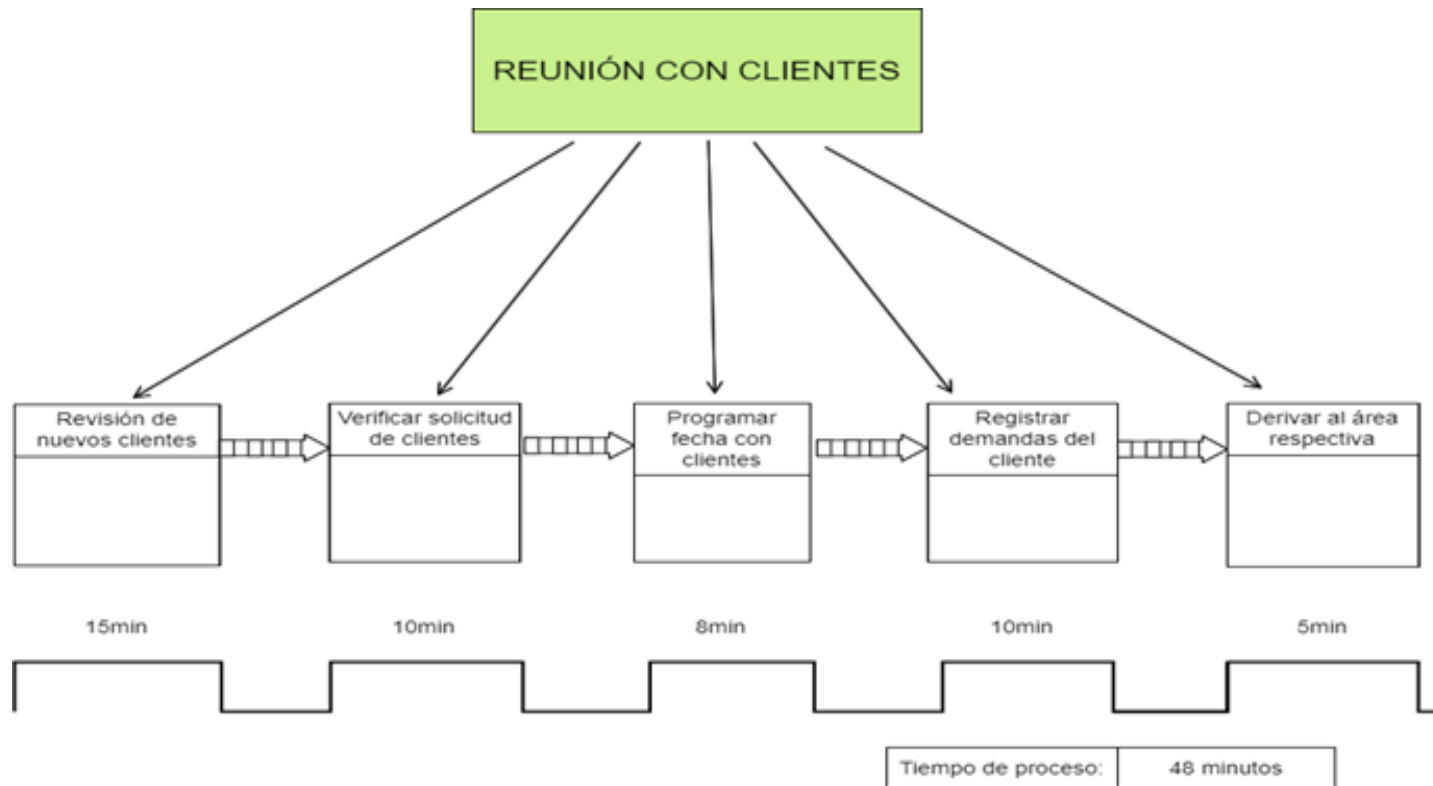 REUNIÓN CON CLIENTES
Revisión de
nuevos clientes
Verificar solicitud
de clientes
Programar
fecha con
clientes
Registrar
demandas del
cliente
Derivar al área
respectiva
15min
10min
8min
10min
5min
Tiempo de proceso:
48 minutos